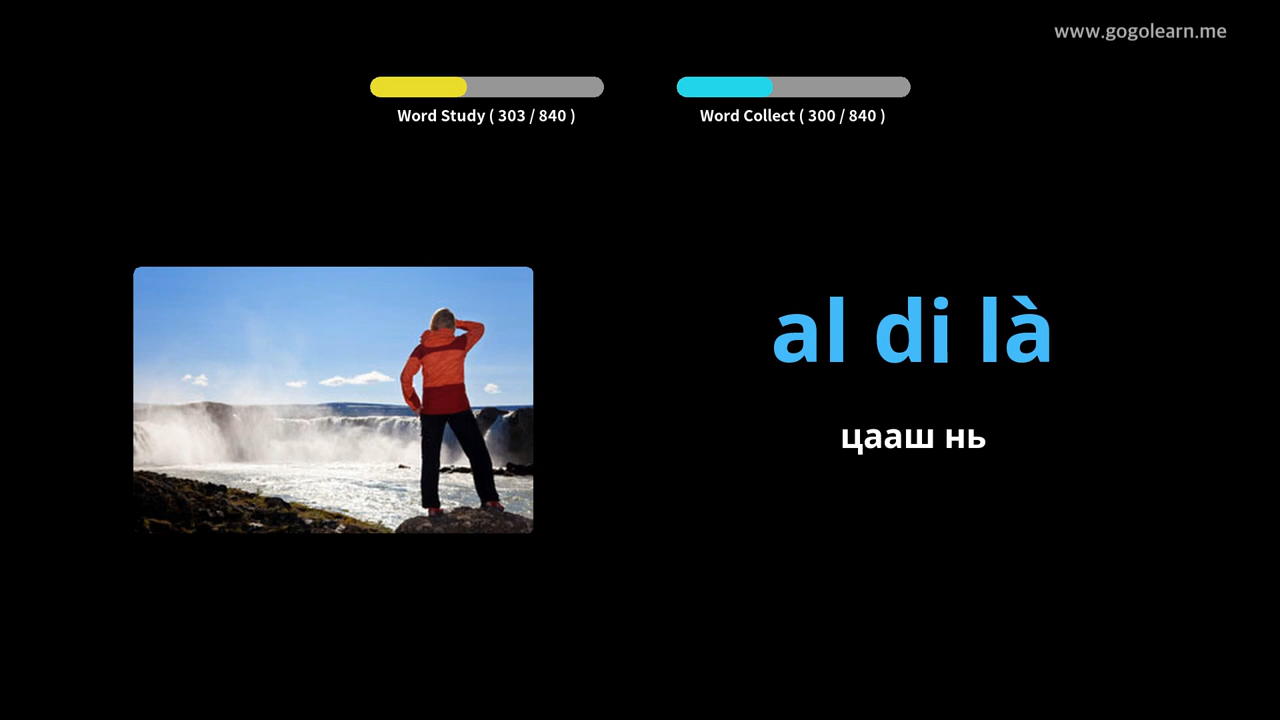 www.gogolearn.me
Word Study ( 303 / 840 )
Word Collect ( 300 / 840 )
al di là
цааш нь